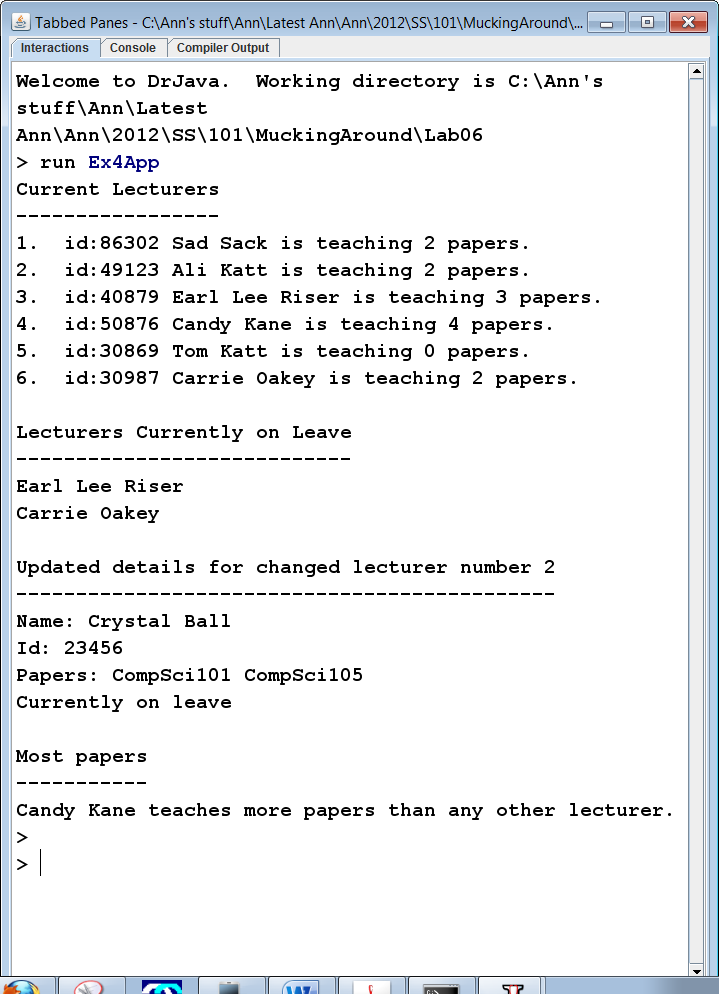 Tabbed Panes - C:\Ann's stuff\Ann\Latest Ann\Ann\2012\SS\101\MuckingAround\...
Interactions Console Compiler Output
Welcome to DrJava.  Working directory is C:\Ann's
stuff\Ann\Latest
Ann\Ann\2012\SS\101\MuckingAround\Lab06
> run Ex4App
Current Lecturers
-----------------
1.  id:86302 Sad Sack is teaching 2 papers.
2.  id:49123 Ali Katt is teaching 2 papers.
3.  id:40879 Earl Lee Riser is teaching 3 papers.
4.  id:50876 Candy Kane is teaching 4 papers.
5.  id:30869 Tom Katt is teaching 0 papers.
6.  id:30987 Carrie Oakey is teaching 2 papers.
Lecturers Currently on Leave
----------------------------
Earl Lee Riser
Carrie Oakey
Updated details for changed lecturer number 2
---------------------------------------------
Name: Crystal Ball
Id: 23456
Papers: CompSci101 CompSci105
Currently on leave
Most papers
-----------
Candy Kane teaches more papers than any other lecturer.
>
>